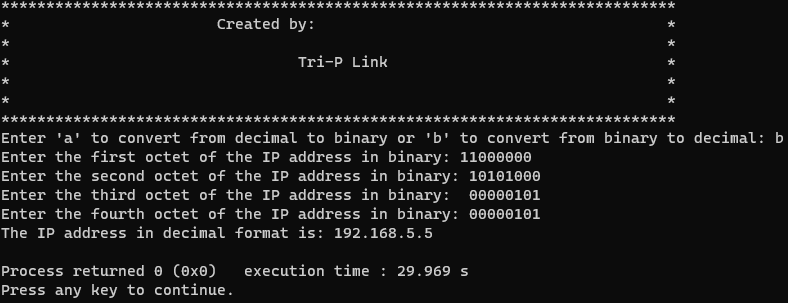 ***************************************************************************
*                       Created by:                                       *
*                                                                         *
*                                Tri-P Link                               *
*                                                                         *
*                                                                         *
***************************************************************************
Enter 'a' to convert from decimal to binary or 'b' to convert from binary to decimal: b
Enter the first octet of the IP address in binary: 11000000
Enter the second octet of the IP address in binary: 10101000
Enter the third octet of the IP address in binary:  00000101
Enter the fourth octet of the IP address in binary: 00000101
The IP address in decimal format is: 192.168.5.5

Process returned 0 (0x0)   execution time : 29.969 s
Press any key to continue.